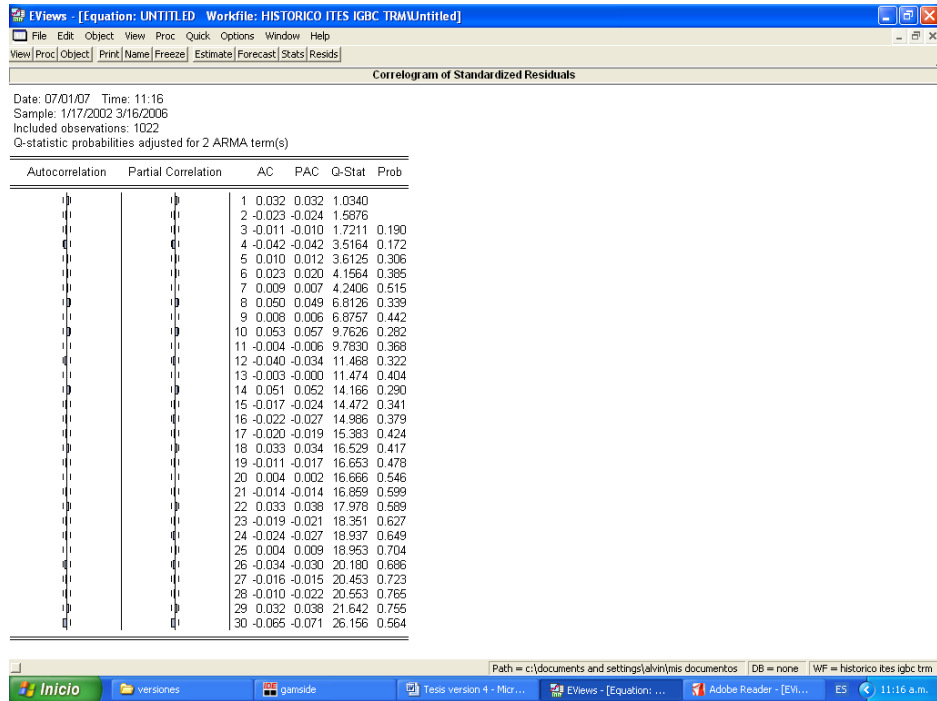 EViews - [Equation: UNTITLED Workfile: HISTORICO ITES IGBC TRM\Untitled]
File Edit Object View Proc Quick Options Window Help
View Proc Object Print Name Freeze Estimate Forecast Stats Resids
Correlogram of Standardized Residuals
Date: 07/01/07 Time: 11:16
Sample: 1/17/2002 3/16/2006
Included observations: 1022
Q-statistic probabilities adjusted for 2 ARMA term(s)
Autocorrelation Partial Correlation AC PAC Q-Stat Prob
1 0.032 0.032 1.0340
2 -0.023 -0.024 1.5876
3 -0.011 -0.010 1.7211 0.190
4 -0.042 -0.042 3.5164 0.172
5 0.010 0.012 3.6125 0.306
6 0.023 0.020 4.1564 0.385
7 0.009 0.007 4.2406 0.515
8 0.050 0.049 6.8126 0.339
9 0.008 0.006 6.8757 0.442
10 0.053 0.057 9.7626 0.282
11 -0.004 -0.006 9.7830 0.368
12 -0.040 -0.034 11.468 0.322
13 -0.003 -0.000 11.474 0.404
14 0.051 0.052 14.166 0.290
15 -0.017 -0.024 14.472 0.341
16 -0.022 -0.027 14.986 0.379
17 -0.020 -0.019 15.383 0.424
18 0.033 0.034 16.529 0.417
19 -0.011 -0.017 16.653 0.478
20 0.004 0.002 16.666 0.546
21 -0.014 -0.014 16.859 0.599
22 0.033 0.038 17.978 0.589
23 -0.019 -0.021 18.351 0.627
24 -0.024 -0.027 18.937 0.649
25 0.004 0.009 18.953 0.704
26 -0.034 -0.030 20.180 0.686
27 -0.016 -0.015 20.453 0.723
28 -0.010 -0.022 20.553 0.765
29 0.032 0.038 21.642 0.755
30 -0.065 -0.071 26.156 0.564
Path = c:\documents and settings\alvin\mis documentos DB = none WF = historico ites igbc trm
Inicio versiones gamside Tesis version 4 - Micr... EViews - [Equation: ... Adobe Reader - [EVi... ES 11:16 a.m.